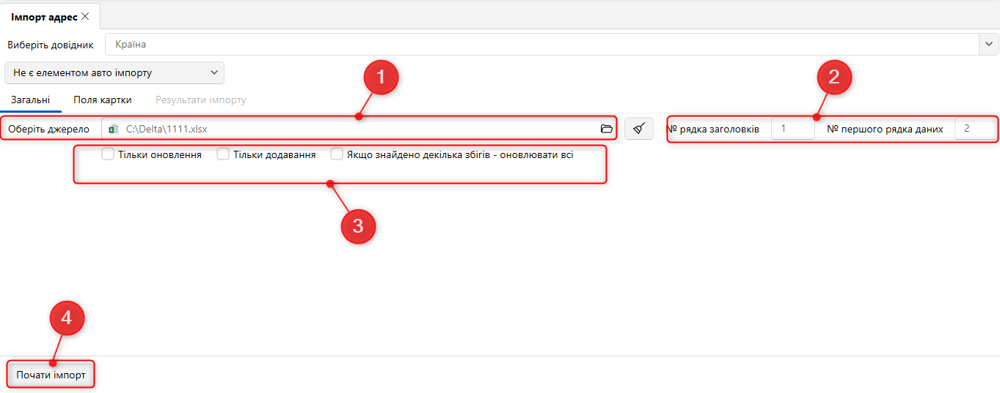 Імпорт адрес
Виберіть довідник Країна
Не є елементом авто імпорту
1
2
Загальні Поля картки Результати імпорту
Оберіть джерело C:\Delta\1111.xlsx № рядка заголовків 1 № першого рядка даних 2
Тільки оновлення Тільки додавання Якщо знайдено декілька збігів - оновлювати всі
3
4
Почати імпорт